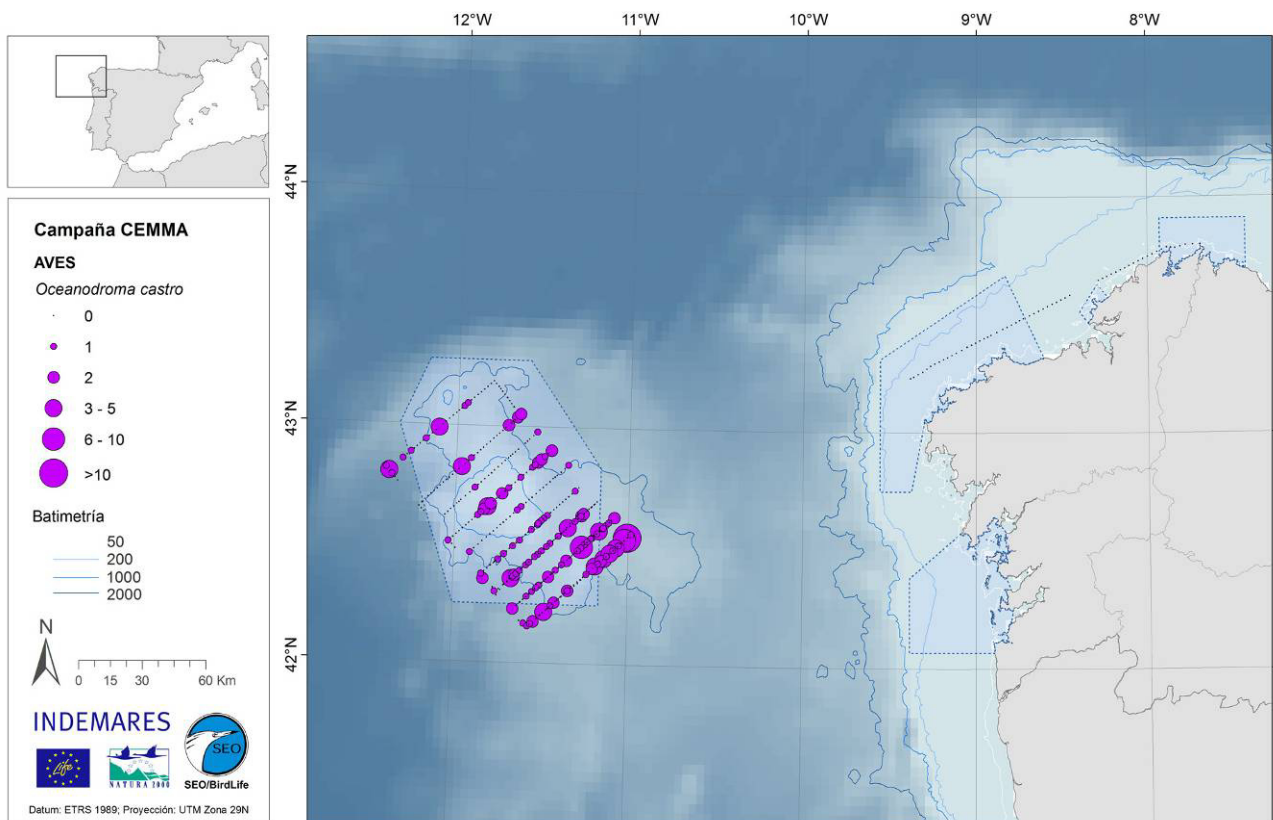 12°W 11°W 10°W 9°W 8°W
44°N
43°N
42°N
Campaña CEMMA
AVES
Oceanodroma castro
0
1
2
3 - 5
6 - 10
>10
Batimetría
50
200
1000
2000
N
0 15 30 60 Km
INDEMARES
Life
NATURA 2000
SEO
SEO/BirdLife
Datum: ETRS 1989; Proyección: UTM Zona 29N